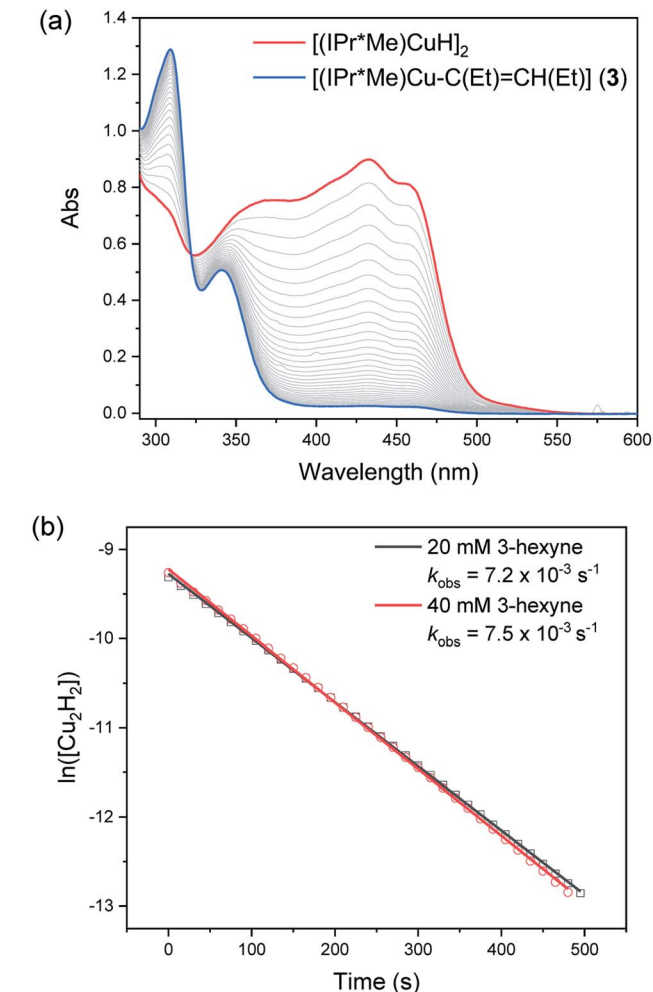 (a)
[(IPr*Me)CuH]₂
[(IPr*Me)Cu-C(Et)=CH(Et)] (3)
Abs
1.4
1.2
1.0
0.8
0.6
0.4
0.2
0.0
300 350 400 450 500 550 600
Wavelength (nm)
(b)
20 mM 3-hexyne
k_obs = 7.2 x 10⁻³ s⁻¹
40 mM 3-hexyne
k_obs = 7.5 x 10⁻³ s⁻¹
ln([Cu₂H₂])
-9
-10
-11
-12
-13
0 100 200 300 400 500
Time (s)